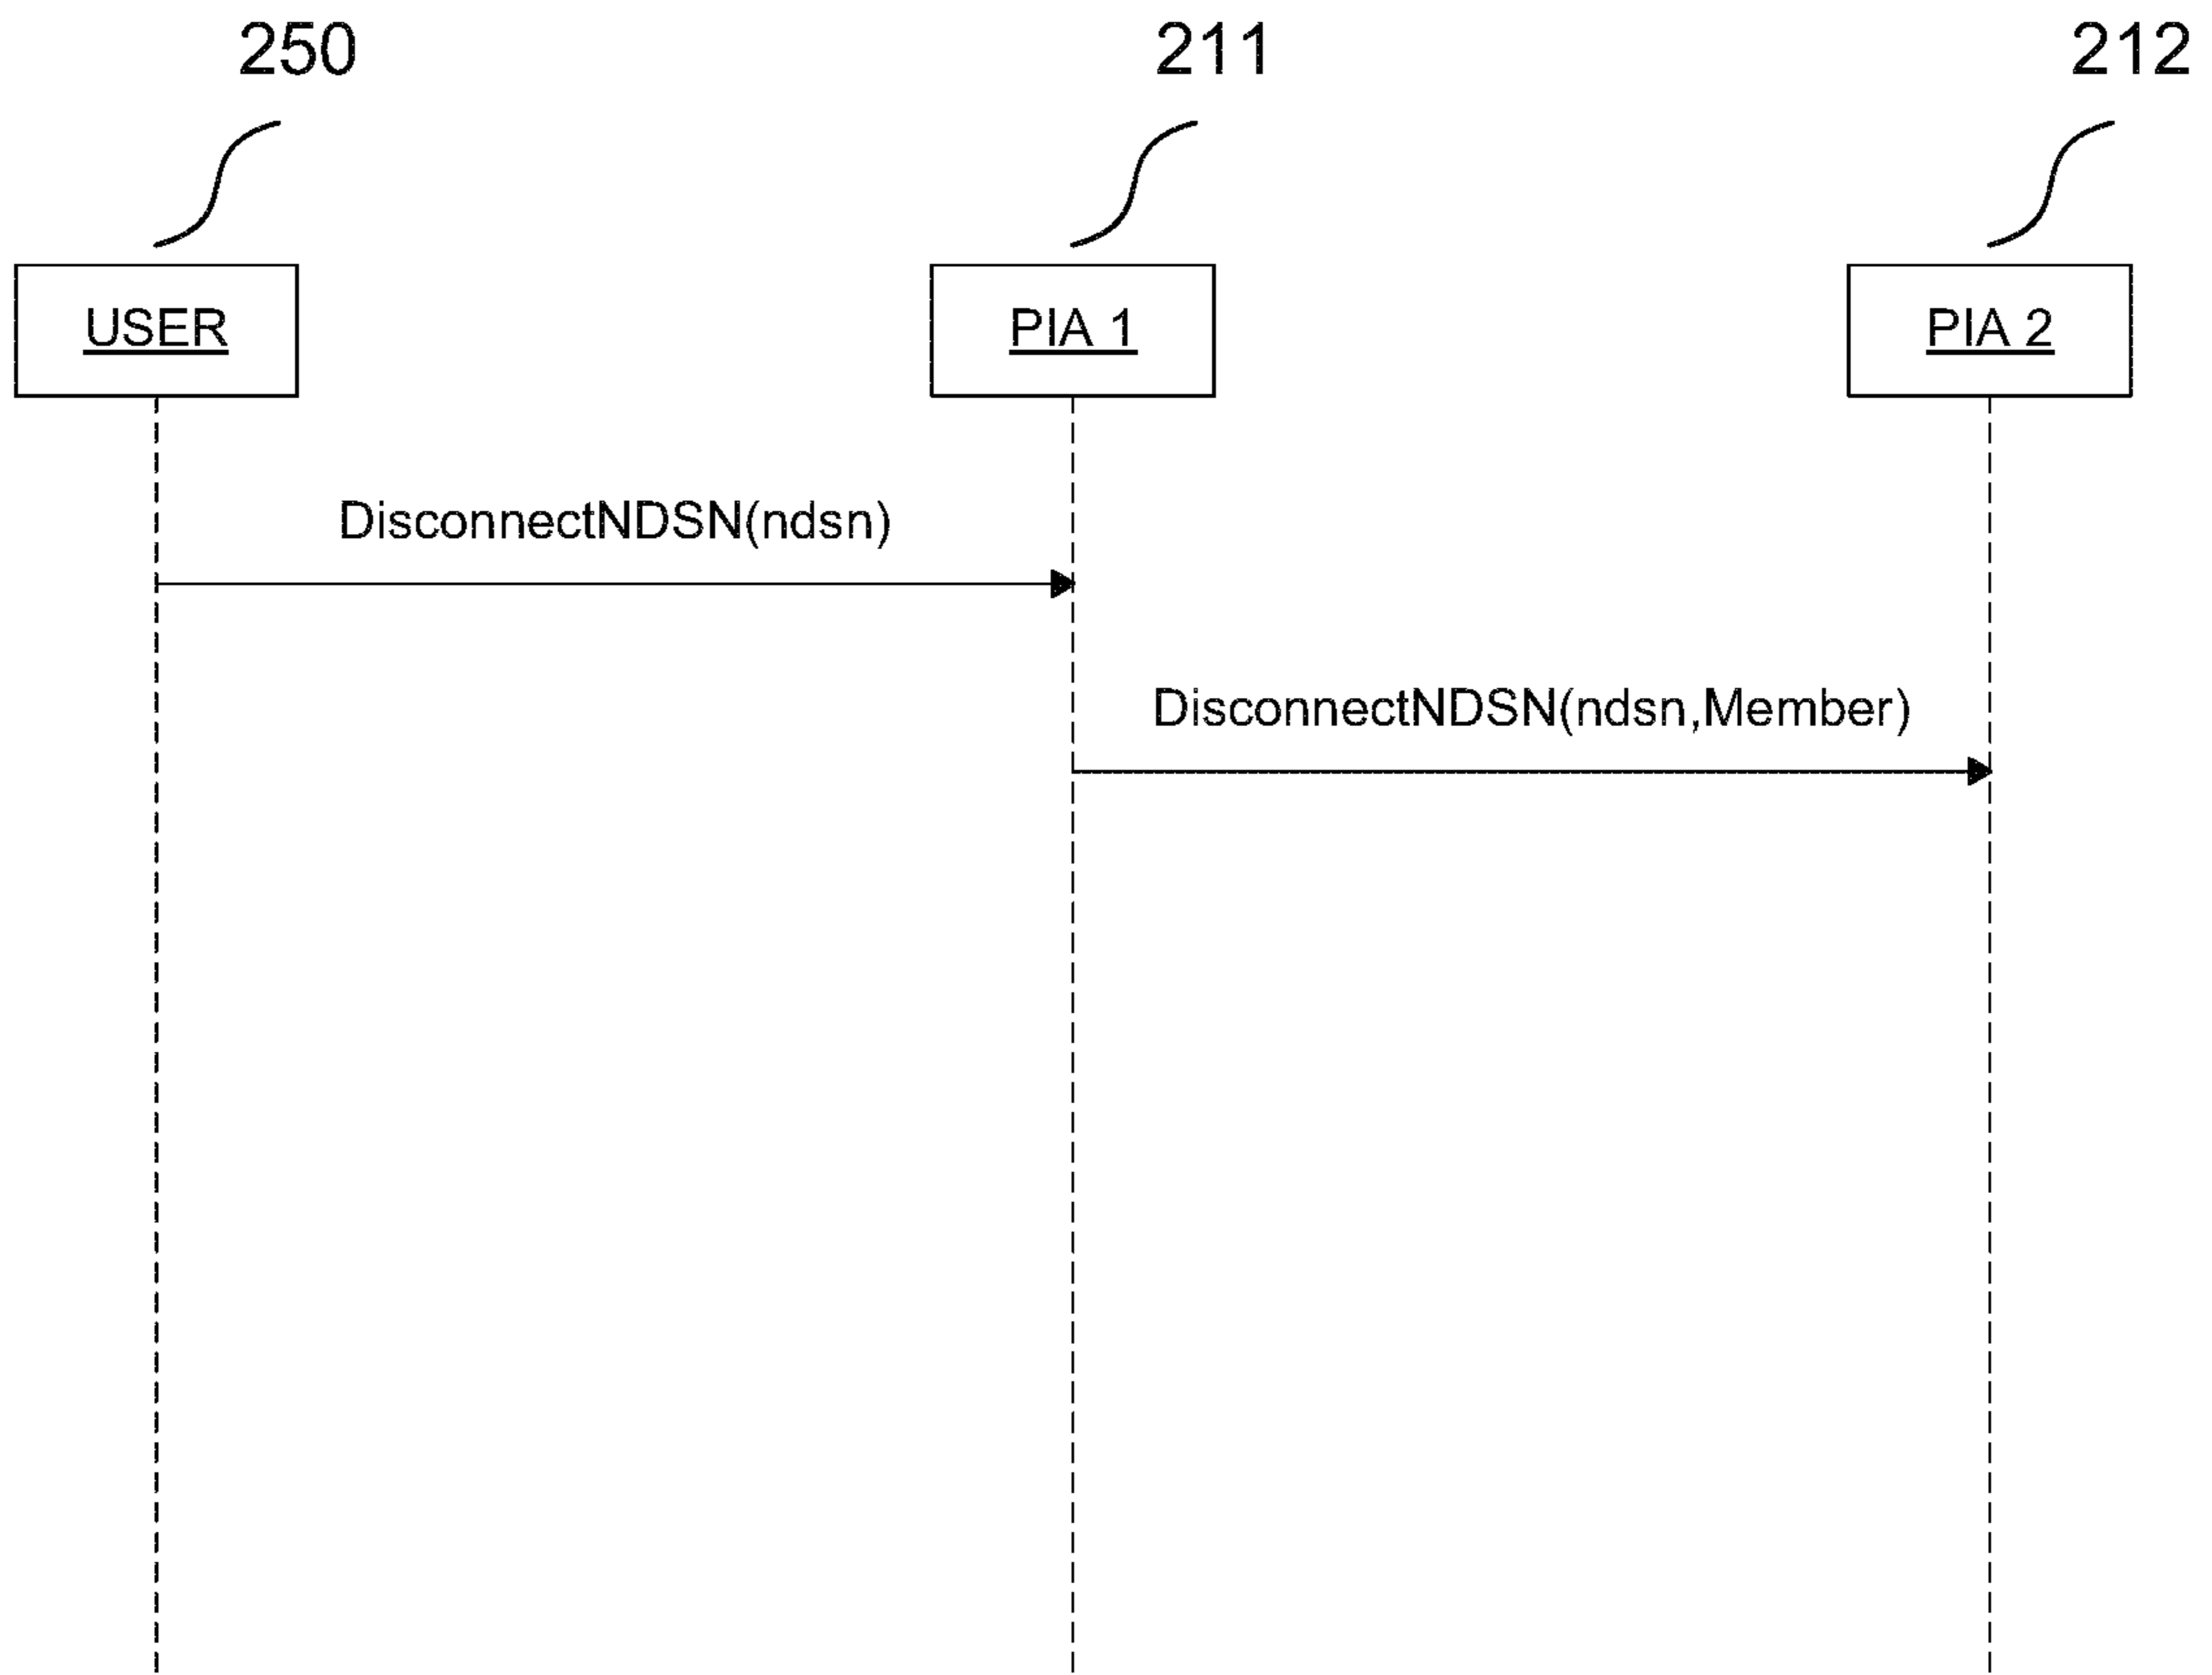 250 211 212
USER PIA 1 PIA 2
DisconnectNDSN(ndsn)
DisconnectNDSN(ndsn,Member)